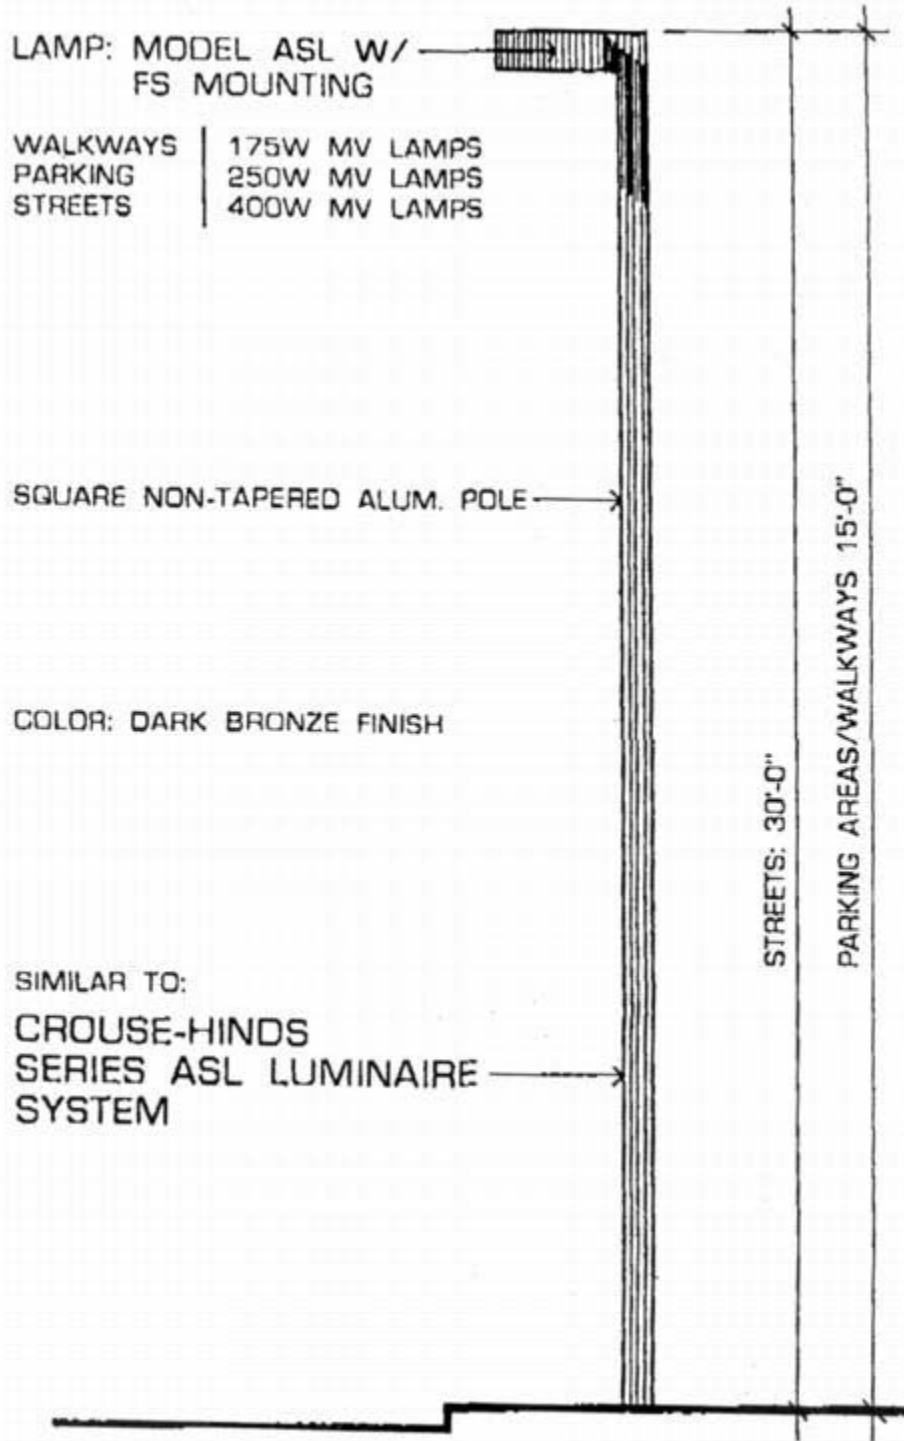 LAMP: MODEL ASL W/
FS MOUNTING
WALKWAYS 175W MV LAMPS
PARKING 250W MV LAMPS
STREETS 400W MV LAMPS
SQUARE NON-TAPERED ALUM. POLE
COLOR: DARK BRONZE FINISH
SIMILAR TO:
CROUSE-HINDS
SERIES ASL LUMINAIRE
SYSTEM
STREETS: 30'-0"
PARKING AREAS/WALKWAYS 15'-0"